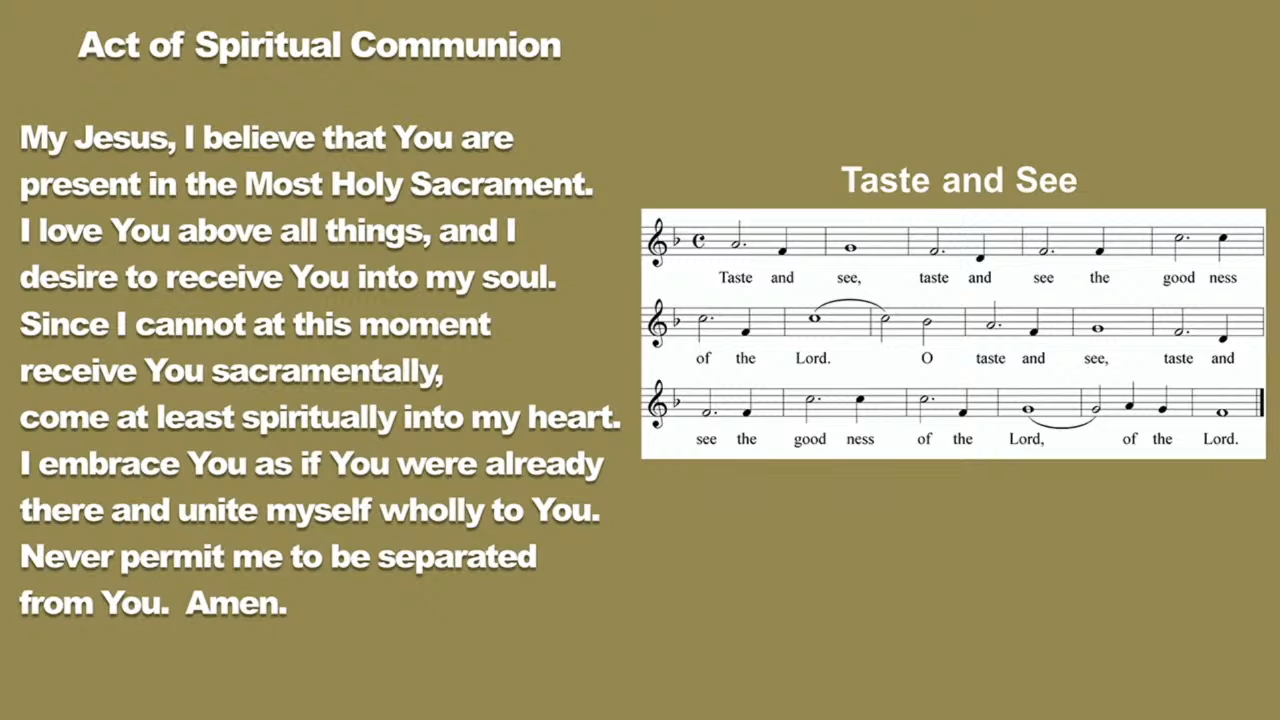 Act of Spiritual Communion
My Jesus, I believe that You are
present in the Most Holy Sacrament.
I love You above all things, and I
desire to receive You into my soul.
Since I cannot at this moment
receive You sacramentally,
come at least spiritually into my heart.
I embrace You as if You were already
there and unite myself wholly to You.
Never permit me to be separated
from You. Amen.
Taste and See
Taste and see, taste and see the good ness
of the Lord. O taste and see, taste and
see the good ness of the Lord, of the Lord.